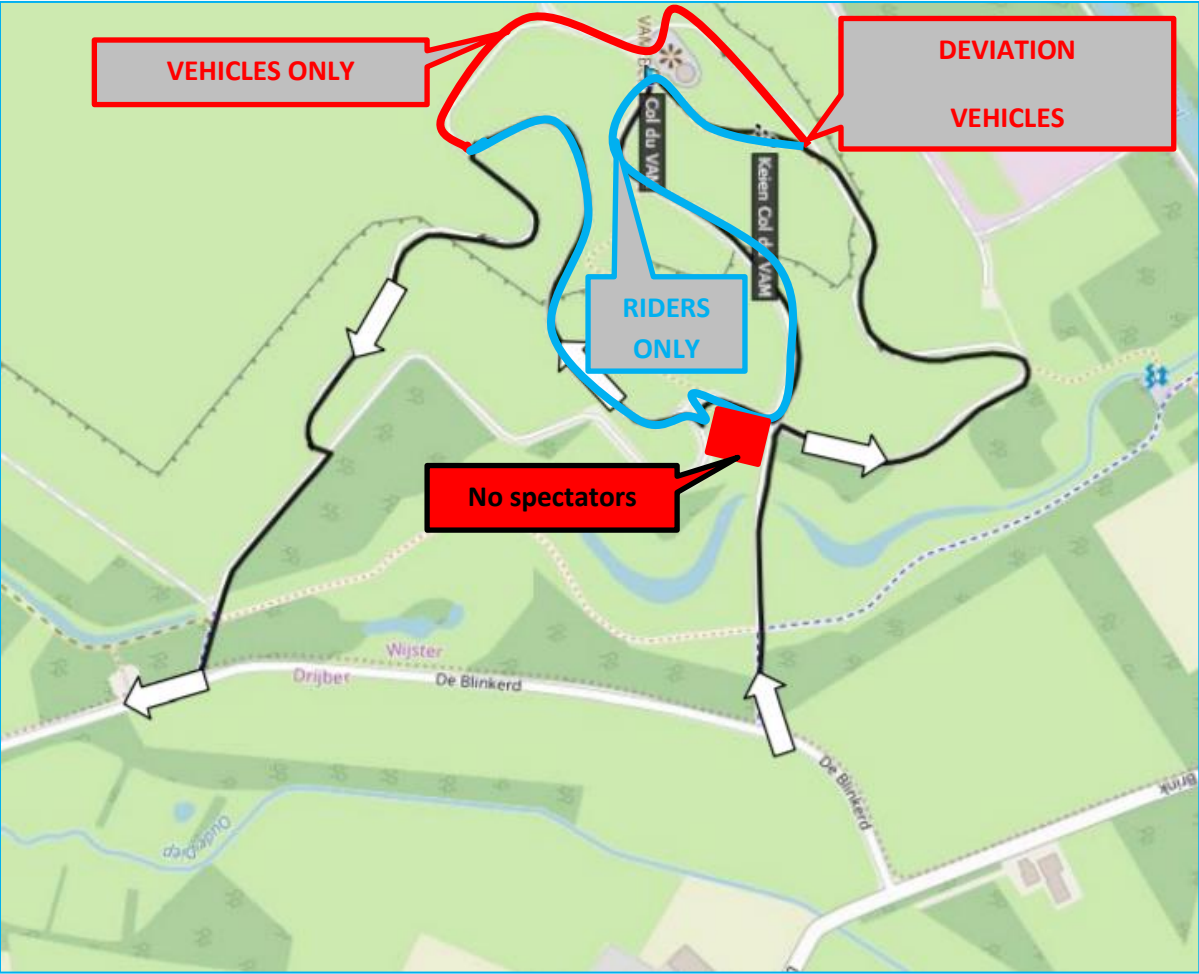 VEHICLES ONLY
DEVIATION
VEHICLES
Col du VAM
Keien Col du VAM
RIDERS
ONLY
No spectators
Wijster
Drijber
De Blinkerd
De Blinkerd
Brink
Oude Diep